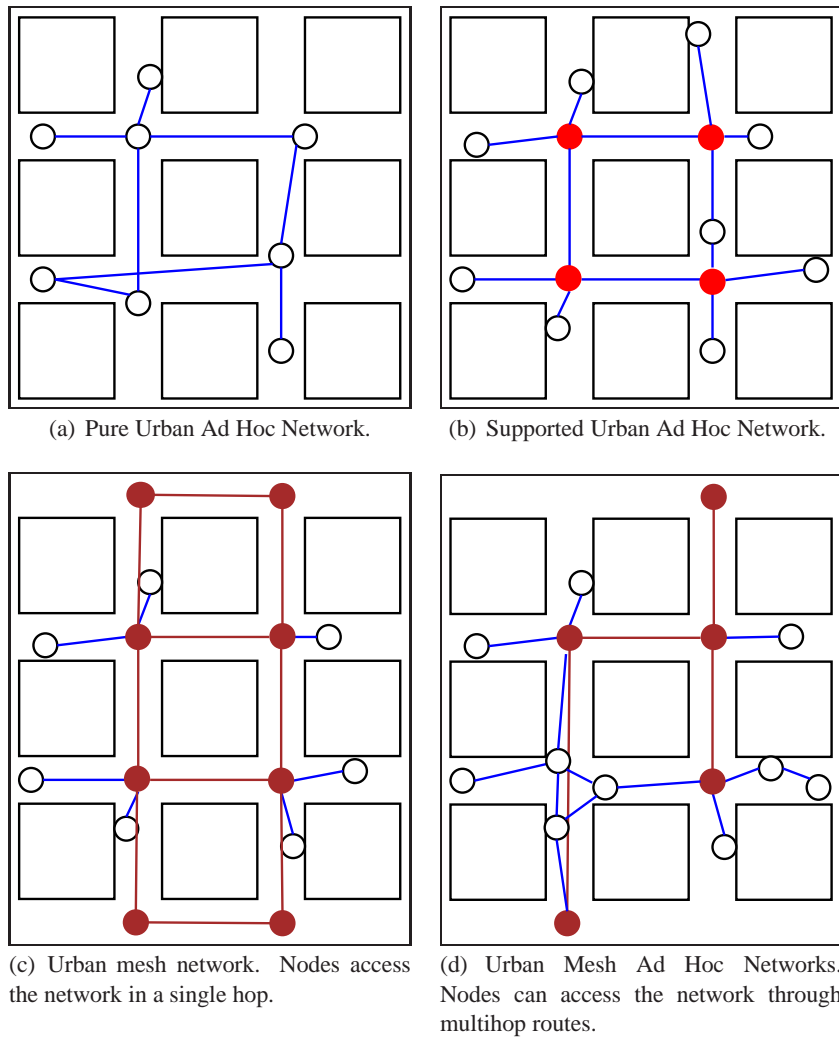 (a) Pure Urban Ad Hoc Network.
(b) Supported Urban Ad Hoc Network.
(c) Urban mesh network. Nodes access
the network in a single hop.
(d) Urban Mesh Ad Hoc Networks.
Nodes can access the network through
multihop routes.